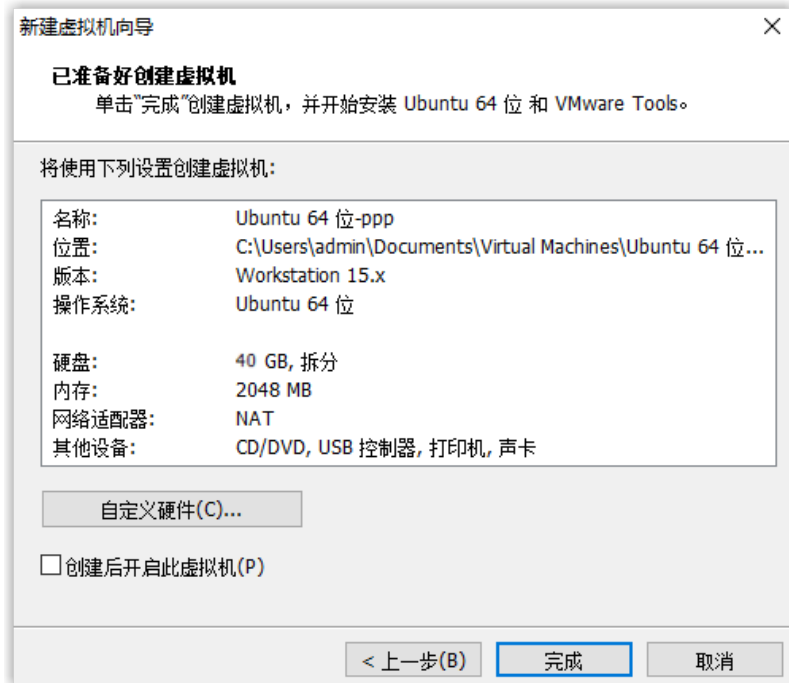 新建虚拟机向导
已准备好创建虚拟机
单击"完成"创建虚拟机，并开始安装 Ubuntu 64 位 和 VMware Tools。
将使用下列设置创建虚拟机:
名称: Ubuntu 64 位-ppp
位置: C:\Users\admin\Documents\Virtual Machines\Ubuntu 64 位...
版本: Workstation 15.x
操作系统: Ubuntu 64 位
硬盘: 40 GB, 拆分
内存: 2048 MB
网络适配器: NAT
其他设备: CD/DVD, USB 控制器, 打印机, 声卡
自定义硬件(C)...
创建后开启此虚拟机(P)
< 上一步(B) 完成 取消